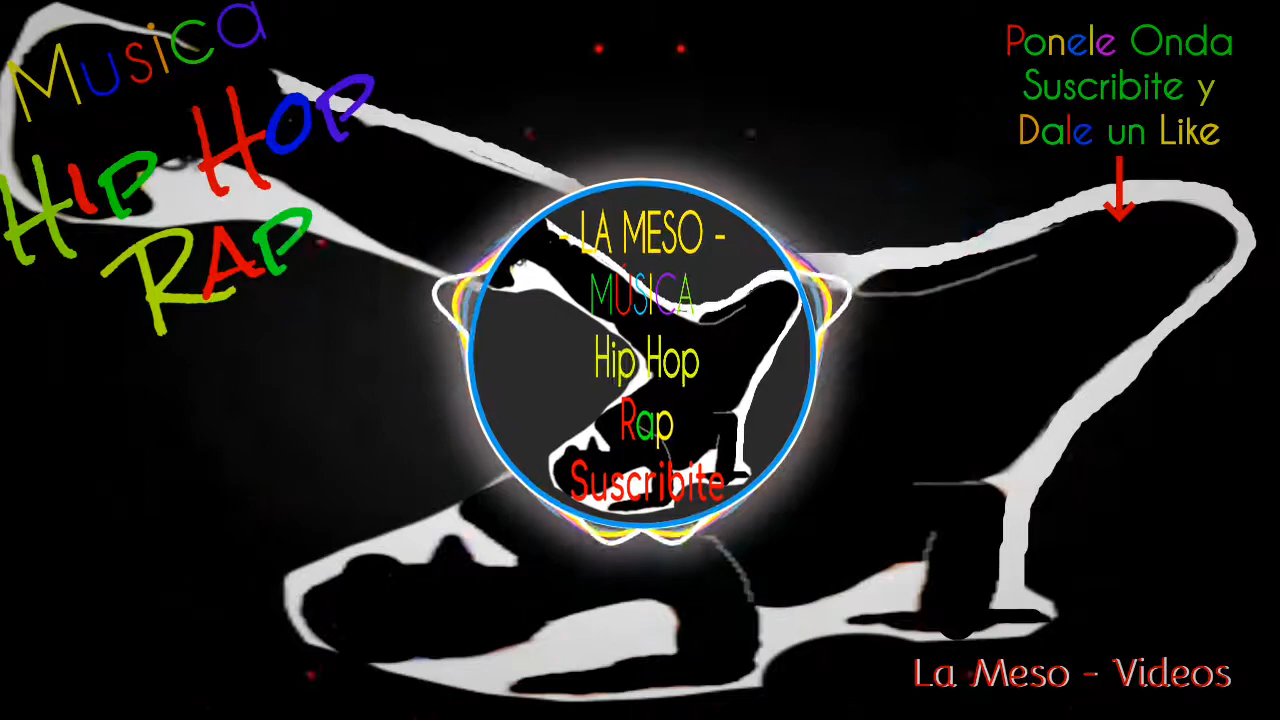 Musica
Hip Hop
Rap
Ponele Onda
Suscribite y
Dale un Like
- LA MESO -
MÚSICA
Hip Hop
Rap
Suscribite
La Meso - Videos